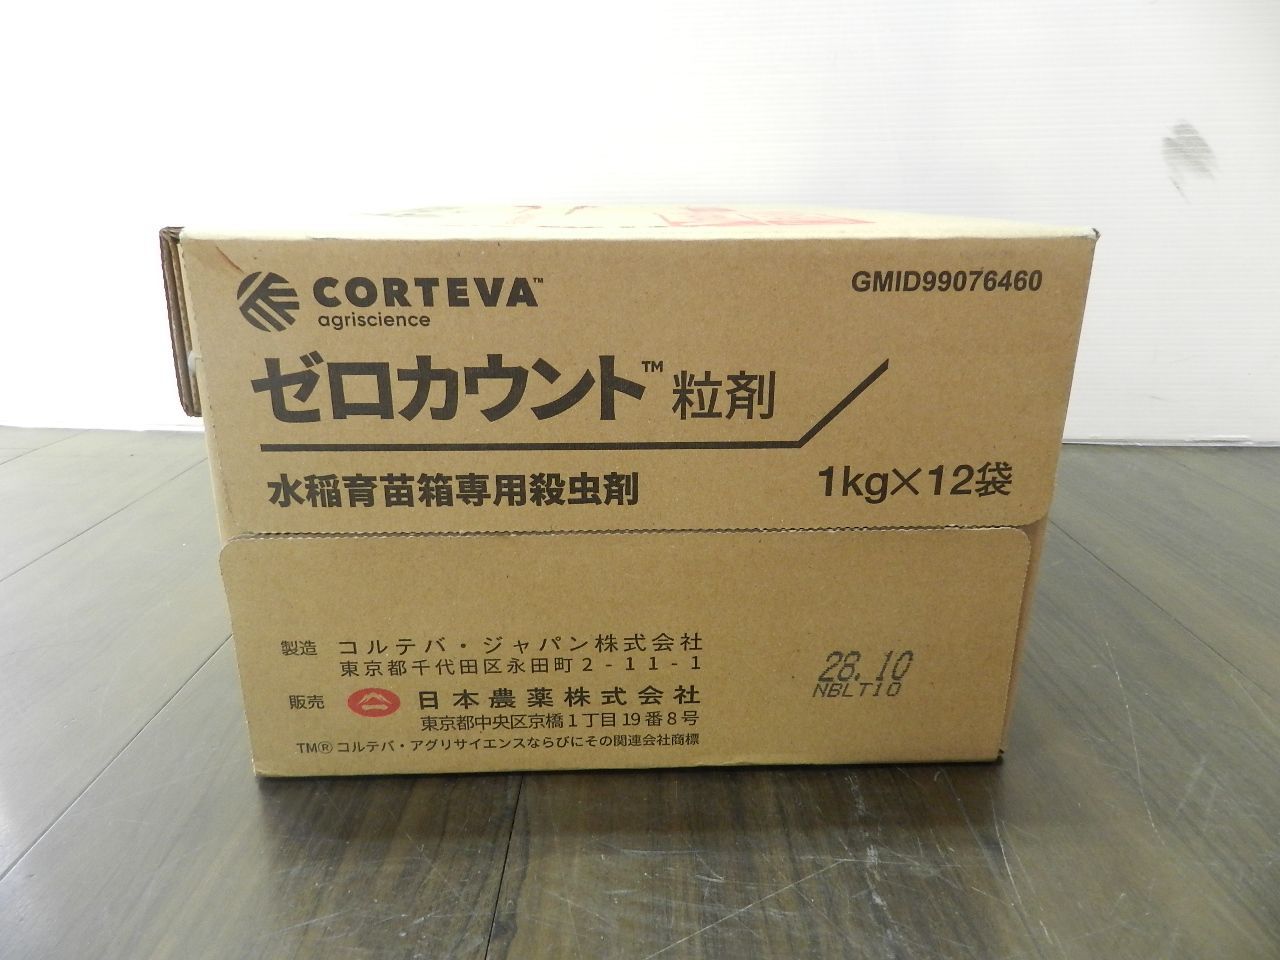 CORTEVA™
agriscience
GMID99076460
ゼロカウント™ 粒剤
水稲育苗箱専用殺虫剤
1kg×12袋
製造 コルテバ・ジャパン株式会社
東京都千代田区永田町2-11-1
販売 日本農薬株式会社
東京都中央区京橋1丁目19番8号
TM® コルテバ・アグリサイエンスならびにその関連会社商標
28.10
NBLT10